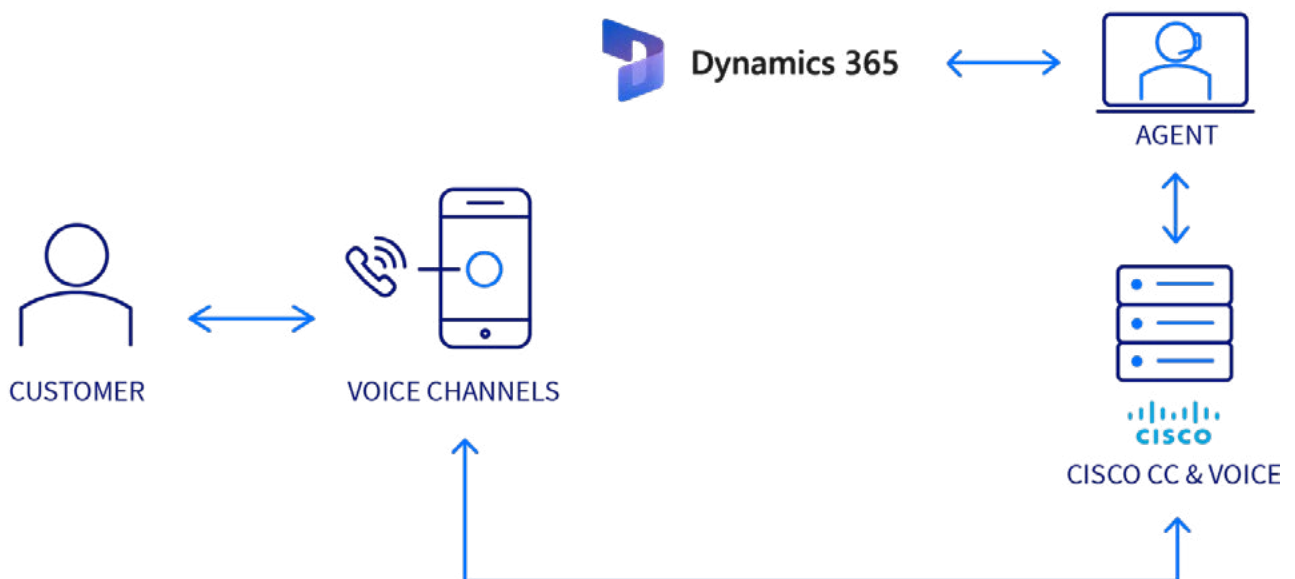 Dynamics 365
AGENT
CUSTOMER
VOICE CHANNELS
CISCO
CISCO CC & VOICE